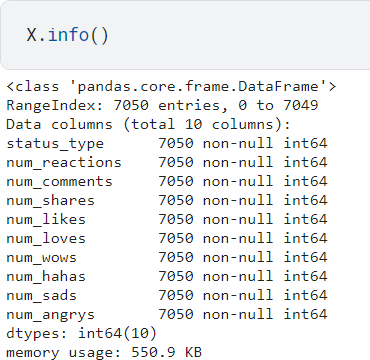 X.info()
<class 'pandas.core.frame.DataFrame'>
RangeIndex: 7050 entries, 0 to 7049
Data columns (total 10 columns):
status_type      7050 non-null int64
num_reactions    7050 non-null int64
num_comments     7050 non-null int64
num_shares       7050 non-null int64
num_likes        7050 non-null int64
num_loves        7050 non-null int64
num_wows         7050 non-null int64
num_hahas        7050 non-null int64
num_sads         7050 non-null int64
num_angrys       7050 non-null int64
dtypes: int64(10)
memory usage: 550.9 KB